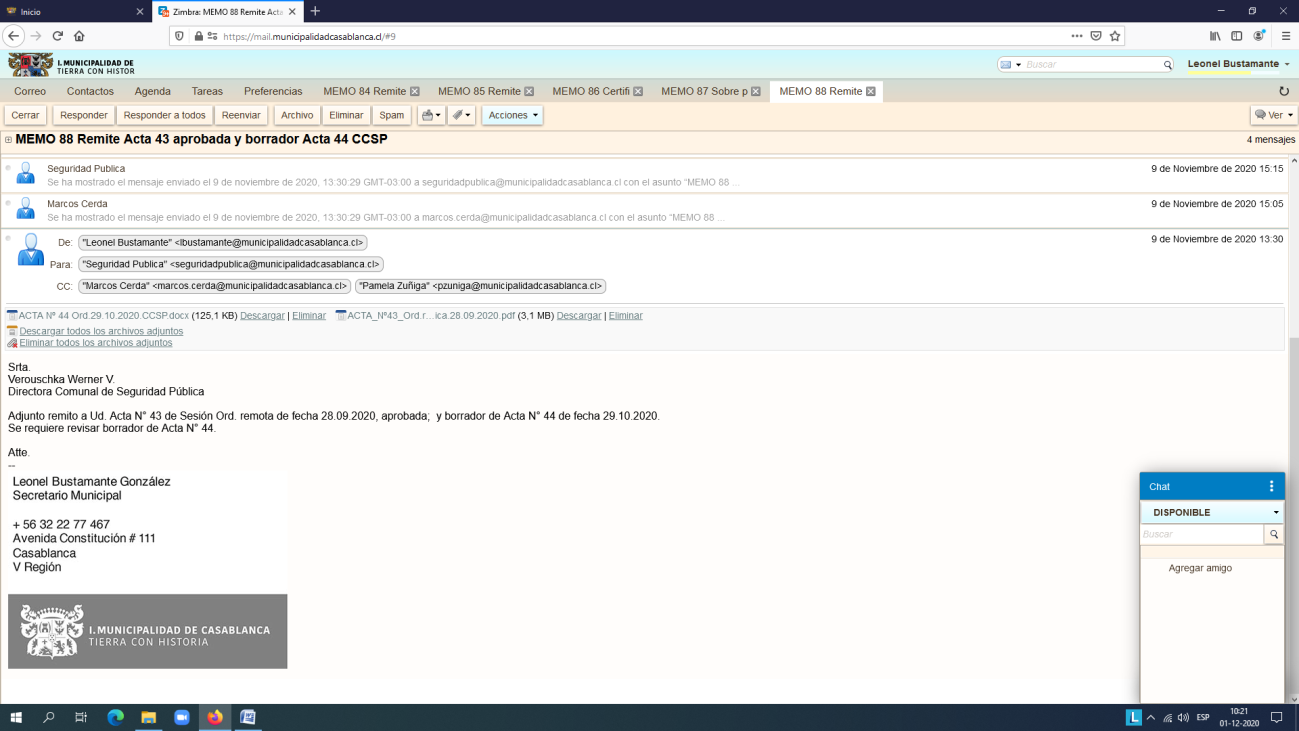 Inicio
Zimbra: MEMO 88 Remite Acta
https://mail.municipalidadcasablanca.cl/#9
I. MUNICIPALIDAD DE
TIERRA CON HISTOR
Buscar
Leonel Bustamante
Correo Contactos Agenda Tareas Preferencias MEMO 84 Remite MEMO 85 Remite MEMO 86 Certifi MEMO 87 Sobre p MEMO 88 Remite
Cerrar Responder Responder a todos Reenviar Archivo Eliminar Spam Acciones Ver
MEMO 88 Remite Acta 43 aprobada y borrador Acta 44 CCSP 4 mensajes
Seguridad Publica 9 de Noviembre de 2020 15:15
Se ha mostrado el mensaje enviado el 9 de noviembre de 2020, 13:30:29 GMT-03:00 a seguridadpublica@municipalidadcasablanca.cl con el asunto "MEMO 88 ...
Marcos Cerda 9 de Noviembre de 2020 15:05
Se ha mostrado el mensaje enviado el 9 de noviembre de 2020, 13:30:29 GMT-03:00 a marcos.cerda@municipalidadcasablanca.cl con el asunto "MEMO 88 ...
De: "Leonel Bustamante" <lbustamante@municipalidadcasablanca.cl> 9 de Noviembre de 2020 13:30
Para: "Seguridad Publica" <seguridadpublica@municipalidadcasablanca.cl>
CC: "Marcos Cerda" <marcos.cerda@municipalidadcasablanca.cl> "Pamela Zuñiga" <pzuniga@municipalidadcasablanca.cl>
ACTA Nº 44 Ord.29.10.2020.CCSP.docx (125,1 KB) Descargar | Eliminar ACTA_Nº43_Ord.r...ica.28.09.2020.pdf (3,1 MB) Descargar | Eliminar
Descargar todos los archivos adjuntos
Eliminar todos los archivos adjuntos
Srta.
Verouschka Werner V.
Directora Comunal de Seguridad Pública
Adjunto remito a Ud. Acta N° 43 de Sesión Ord. remota de fecha 28.09.2020, aprobada; y borrador de Acta N° 44 de fecha 29.10.2020.
Se requiere revisar borrador de Acta N° 44.
Atte.
--
Leonel Bustamante González
Secretario Municipal
+ 56 32 22 77 467
Avenida Constitución # 111
Casablanca
V Región
I. MUNICIPALIDAD DE CASABLANCA
TIERRA CON HISTORIA
Chat
DISPONIBLE
Buscar
Agregar amigo
L ESP 10:21
01-12-2020